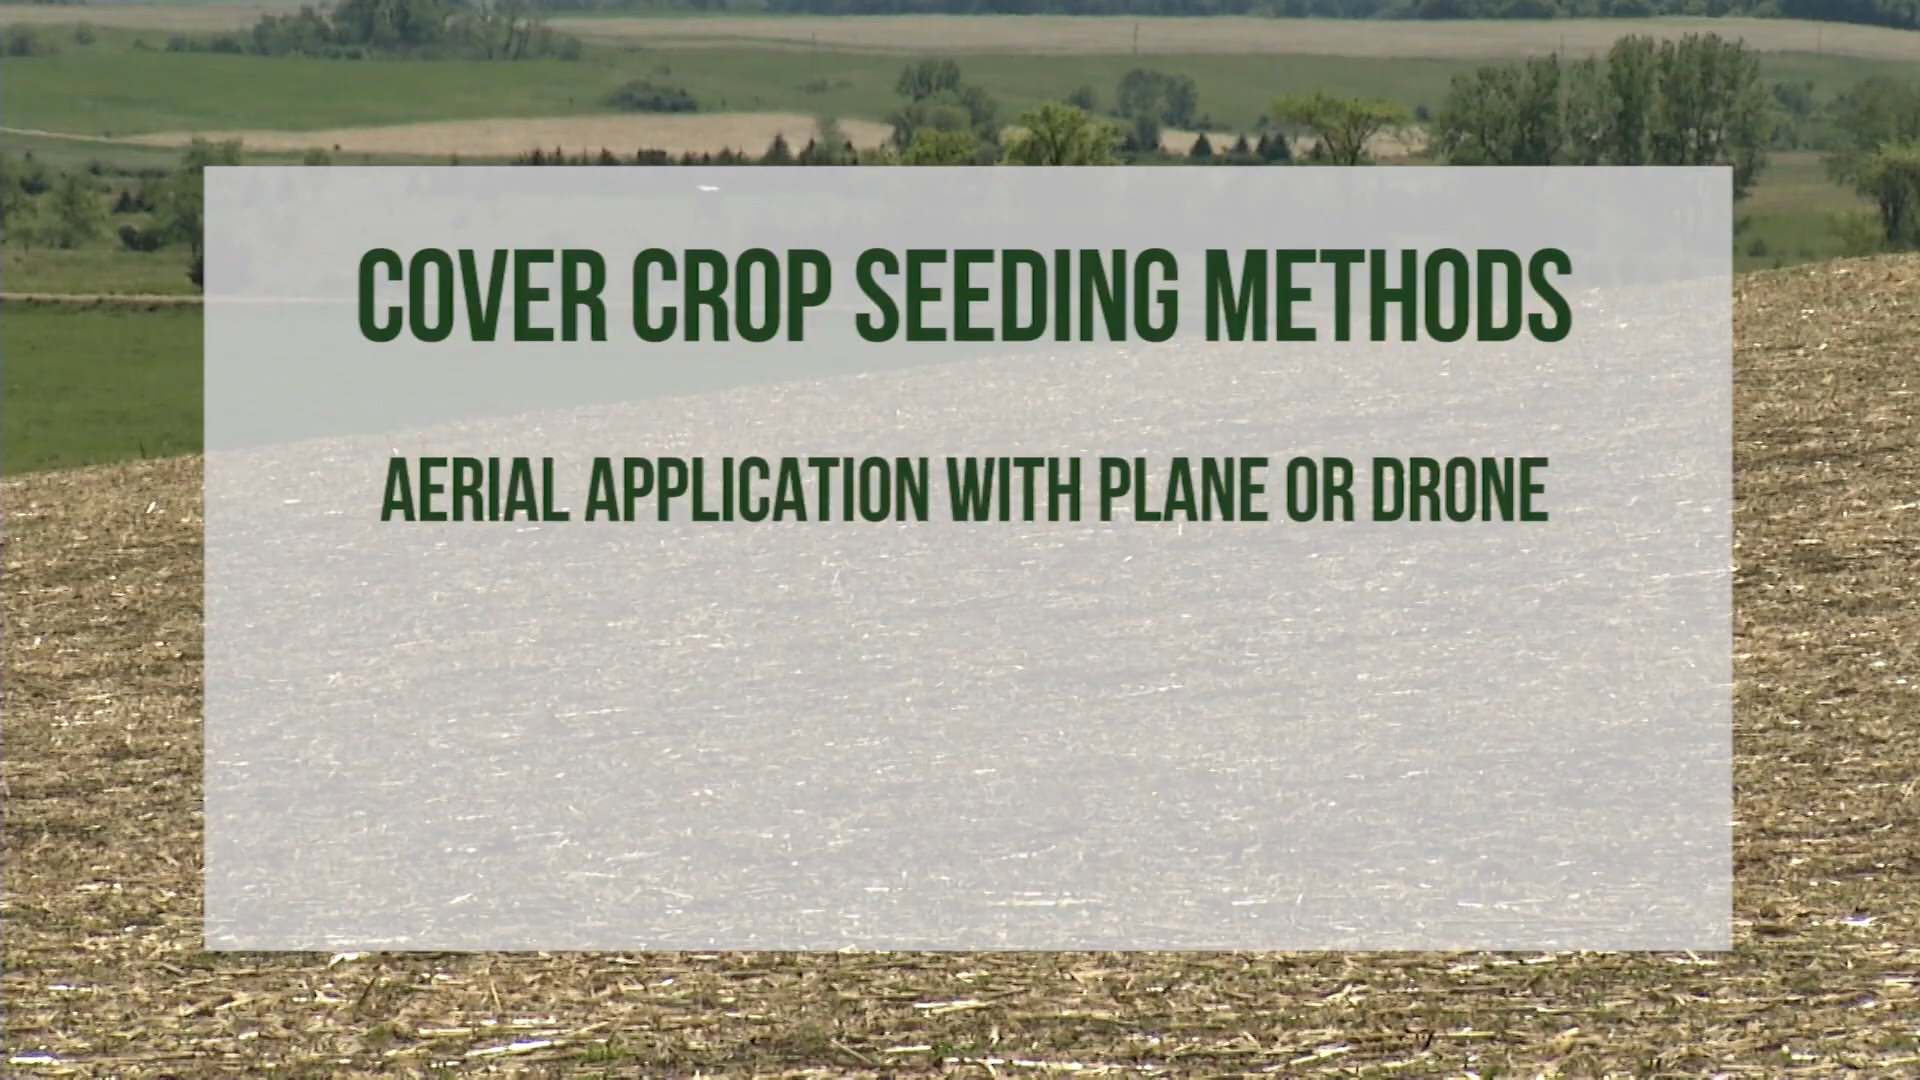 COVER CROP SEEDING METHODS
AERIAL APPLICATION WITH PLANE OR DRONE